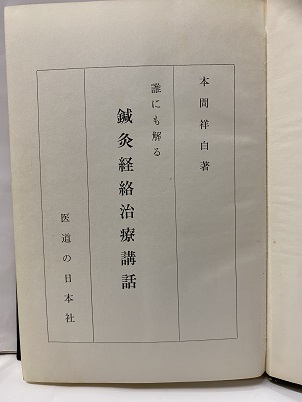 本間祥白著
誰にも解る
鍼灸経絡治療講話
医道の日本社